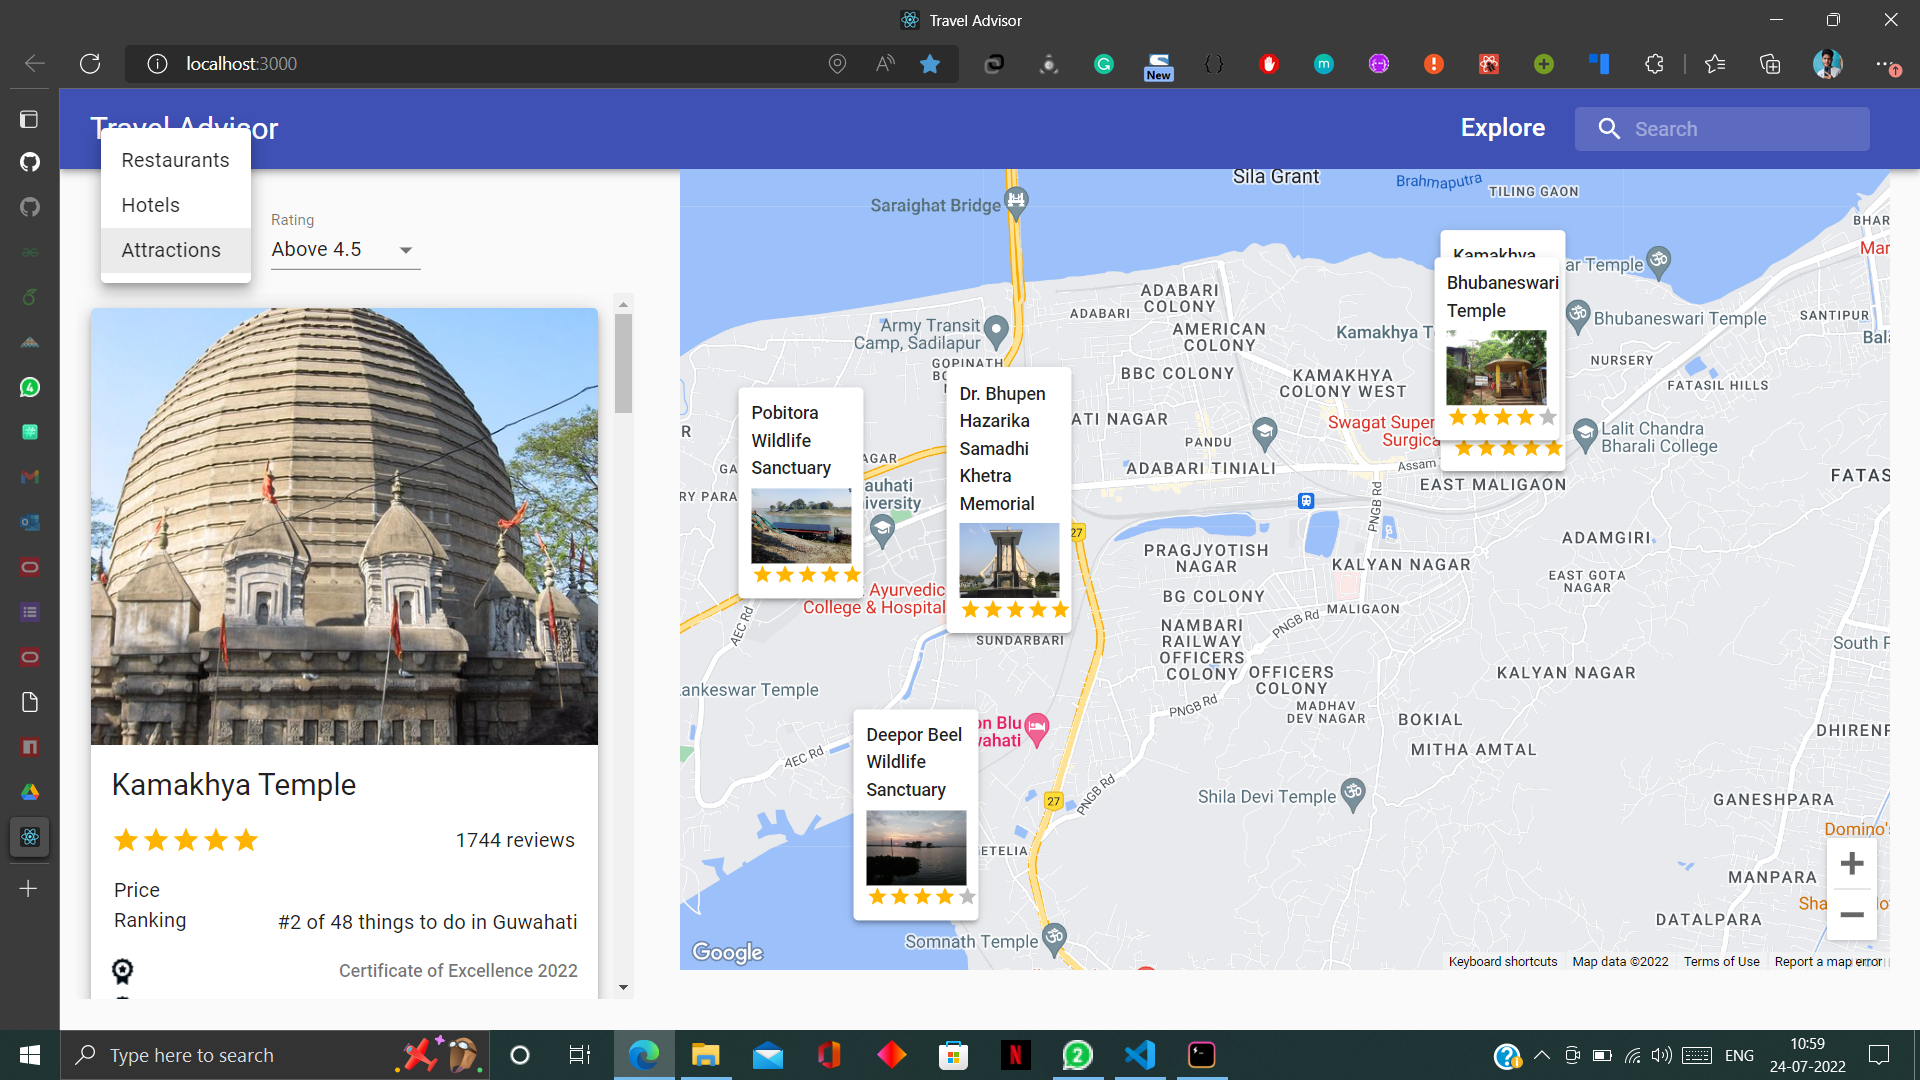 Travel Advisor
localhost:3000
New
Travel Advisor
Explore
Search
Restaurants
Hotels
Attractions
Rating
Above 4.5
Kamakhya Temple
1744 reviews
Price
Ranking
#2 of 48 things to do in Guwahati
Certificate of Excellence 2022
Sila Grant
Brahmaputra
TILING GAON
Saraighat Bridge
BHAR
Mar
Kamakhya
ar Temple
Bhubaneswari
Temple
Bhubaneswari Temple
SANTIPUR
Bala
NURSERY
FATASIL HILLS
ADABARI
COLONY
ADABARI
AMERICAN
COLONY
Kamakhya T
Army Transit
Camp, Sadilapur
GOPINATH
BO
BBC COLONY
KAMAKHYA
COLONY WEST
Pobitora
Wildlife
Sanctuary
Dr. Bhupen
Hazarika
Samadhi
Khetra
Memorial
ATI NAGAR
PANDU
Swagat Super
Surgica
Lalit Chandra
Bharali College
R
GA
AGAR
ADABARI TINIALI
Assam
EAST MALIGAON
FATAS
RY PARA
auhati
iversity
PNGB Rd
27
PRAGJYOTISH
NAGAR
KALYAN NAGAR
ADAMGIRI
EAST GOTA
NAGAR
Ayurvedic
College & Hospital
BG COLONY
MALIGAON
AEC Rd
SUNDARBARI
NAMBARI
RAILWAY
OFFICERS
COLONY
PNGB Rd
South F
OFFICERS
COLONY
KALYAN NAGAR
ankeswar Temple
MADHAV
DEV NAGAR
PNGB Rd
BOKIAL
MITHA AMTAL
DHIRENP
on Blu
wahati
Deepor Beel
Wildlife
Sanctuary
AEC Rd
PNGB Rd
27
Shila Devi Temple
GANESHPARA
Domino's
ETELIA
MANPARA
Sha
DATALPARA
Somnath Temple
Google
Keyboard shortcuts
Map data ©2022
Terms of Use
Report a map error
Type here to search
ENG
10:59
24-07-2022